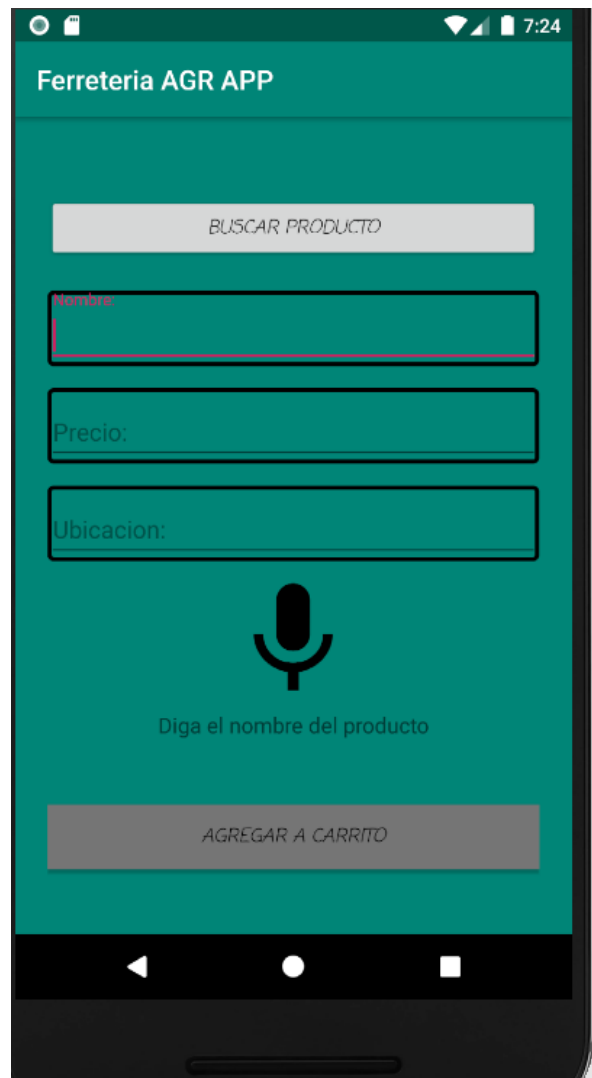 7:24
Ferreteria AGR APP
BUSCAR PRODUCTO
Nombre:
Precio:
Ubicacion:
Diga el nombre del producto
AGREGAR A CARRITO